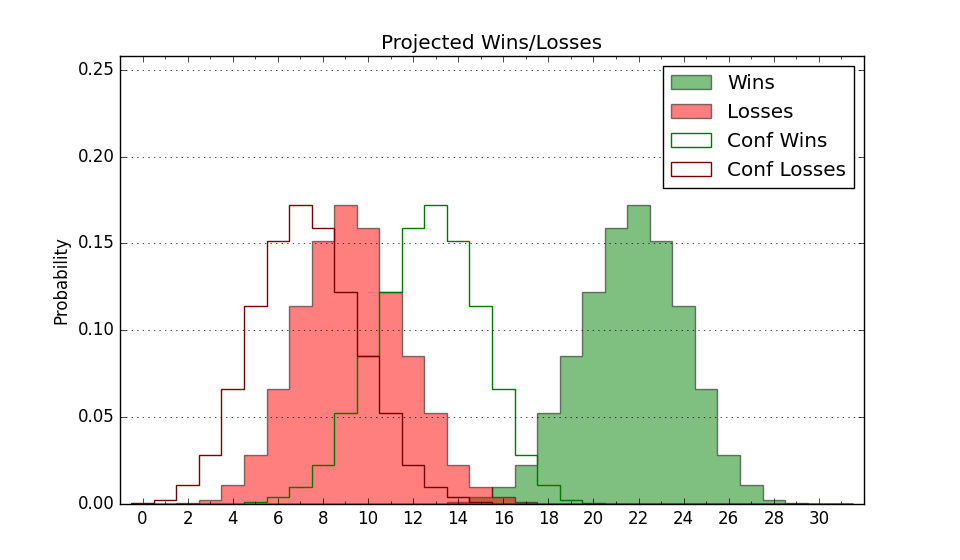 Projected Wins/Losses
0.25
0.20
0.15
0.10
0.05
0.00
Probability
Wins
Losses
Conf Wins
Conf Losses
0 2 4 6 8 10 12 14 16 18 20 22 24 26 28 30